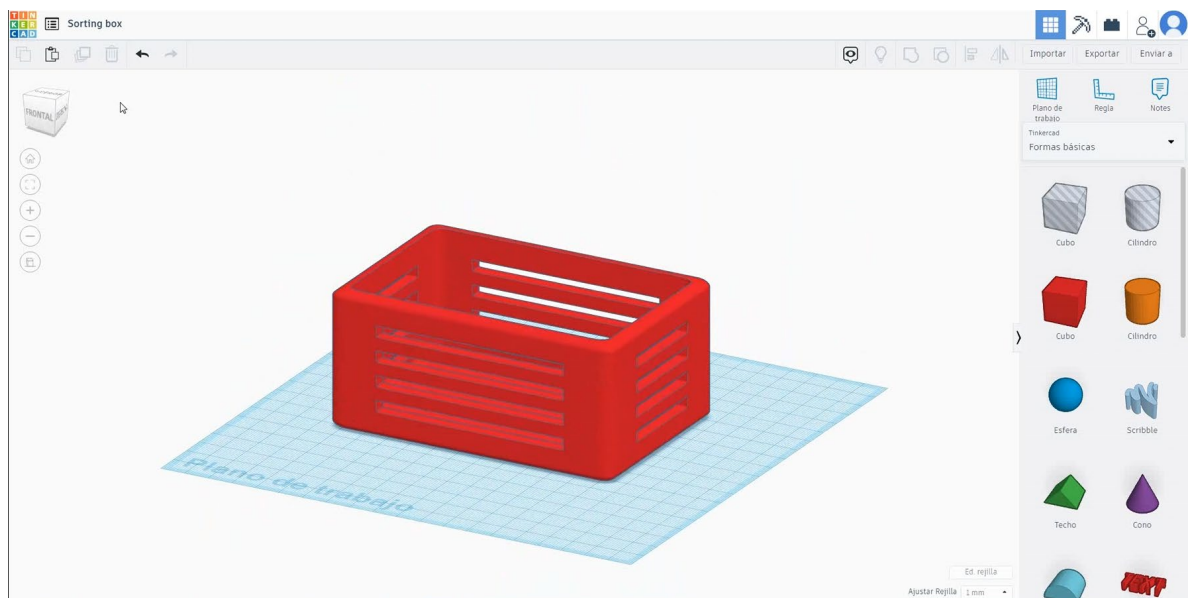 TIN
KER
CAD
Sorting box
Importar
Exportar
Enviar a
FRONTAL
Plano de
trabajo
Regla
Notes
Tinkercad
Formas básicas
Cubo
Cilindro
Cubo
Cilindro
Esfera
Scribble
Techo
Cono
TEXT
Plano de trabajo
Ed. rejilla
Ajustar Rejilla
1 mm